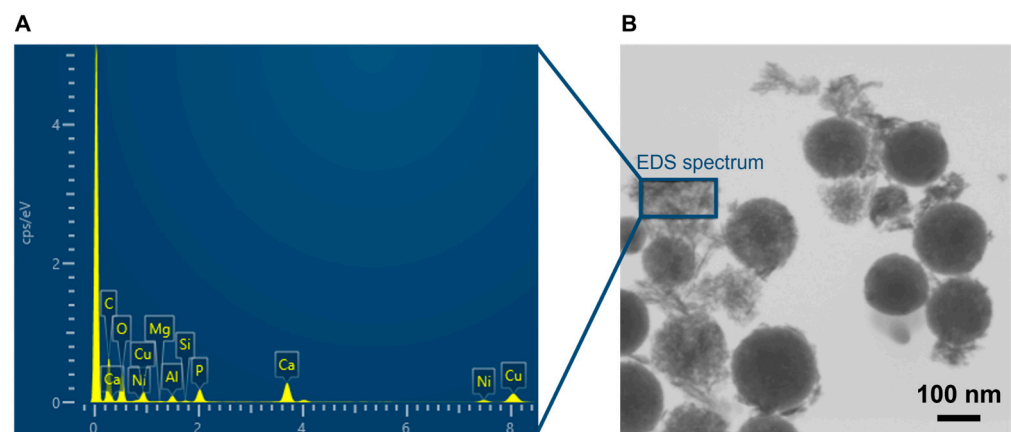 A
4
2
0
cps/eV
C
O
Mg
Si
Ca
Cu
Ni
Al
P
Ca
Ni
Cu
0 2 4 6 8
B
EDS spectrum
100 nm